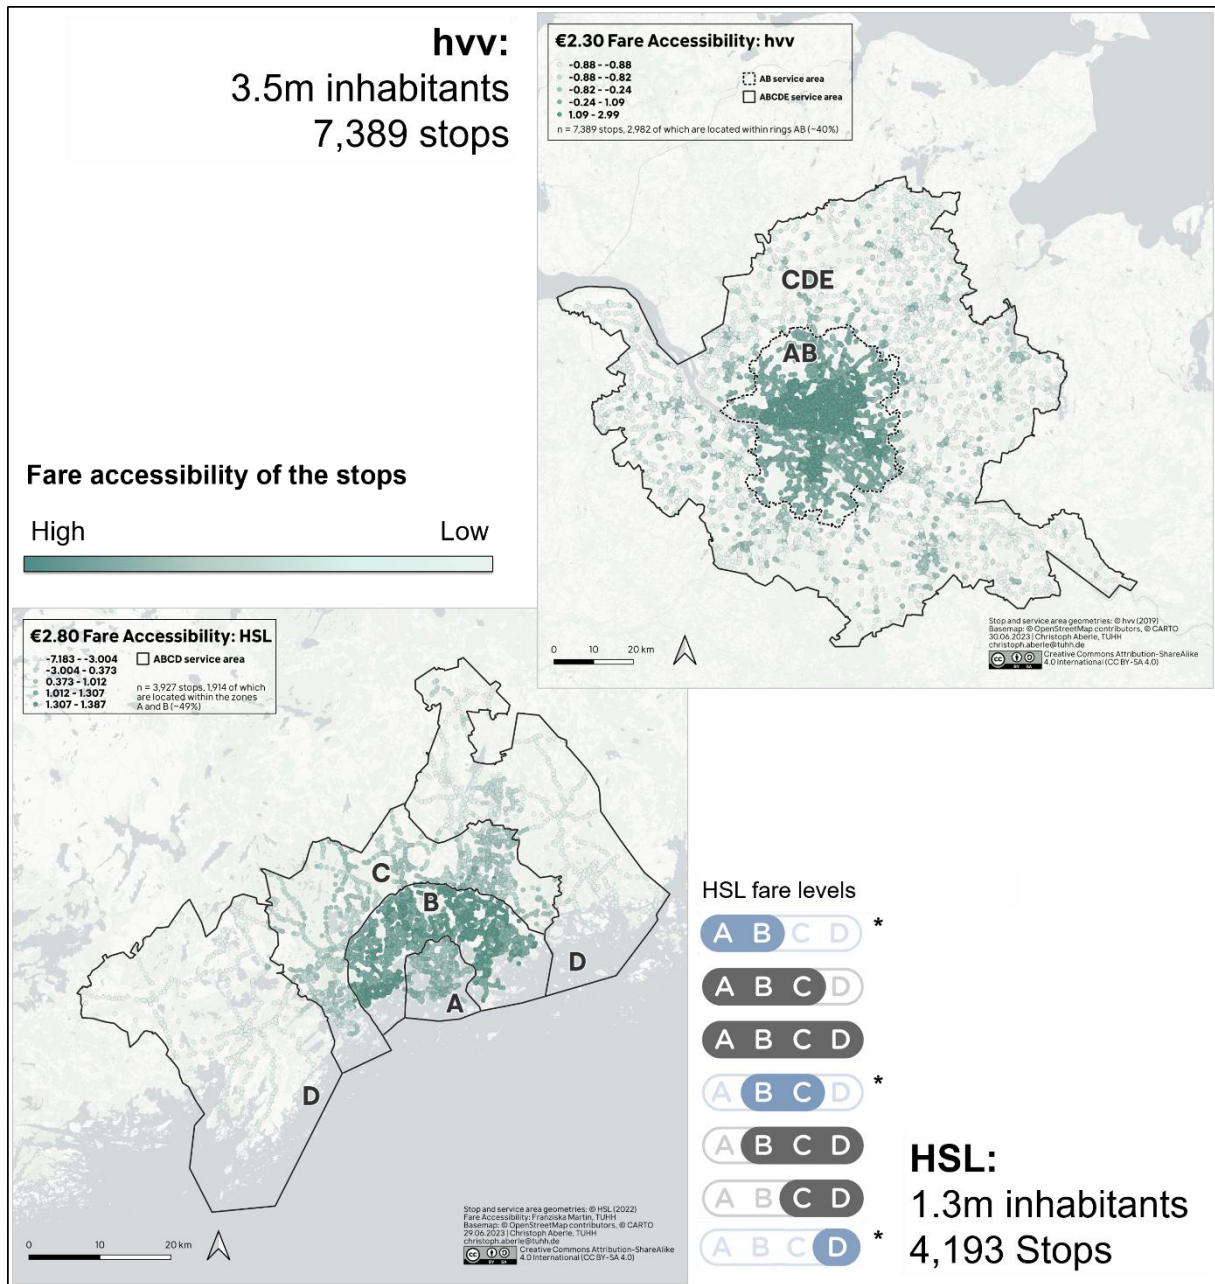 hvv:
3.5m inhabitants
7,389 stops
€2.30 Fare Accessibility: hvv
-0.88 - -0.88
-0.88 - -0.82
-0.82 - -0.24
-0.24 - 1.09
1.09 - 2.99
AB service area
ABCDE service area
n = 7,389 stops, 2,982 of which are located within rings AB (~40%)
CDE
AB
Fare accessibility of the stops
High Low
0 10 20 km
Stop and service area geometries: © hvv (2019)
Basemap: © OpenStreetMap contributors, © CARTO
30.06.2023 | Christoph Aberle, TUHH
christoph.aberle@tuhh.de
Creative Commons Attribution-ShareAlike
4.0 International (CC BY-SA 4.0)
€2.80 Fare Accessibility: HSL
-7.183 - -3.004
-3.004 - 0.373
0.373 - 1.012
1.012 - 1.307
1.307 - 1.387
ABCD service area
n = 3,927 stops, 1,914 of which
are located within the zones
A and B (~49%)
C
B
A
D
D
0 10 20 km
Stop and service area geometries: © HSL (2022)
Fare Accessibility: Franziska Martin, TUHH
Basemap: © OpenStreetMap contributors, © CARTO
29.06.2023 | Christoph Aberle, TUHH
christoph.aberle@tuhh.de
Creative Commons Attribution-ShareAlike
4.0 International (CC BY-SA 4.0)
HSL fare levels
A B C D *
A B C D
A B C D
A B C D *
A B C D
A B C D
A B C D *
HSL:
1.3m inhabitants
4,193 Stops